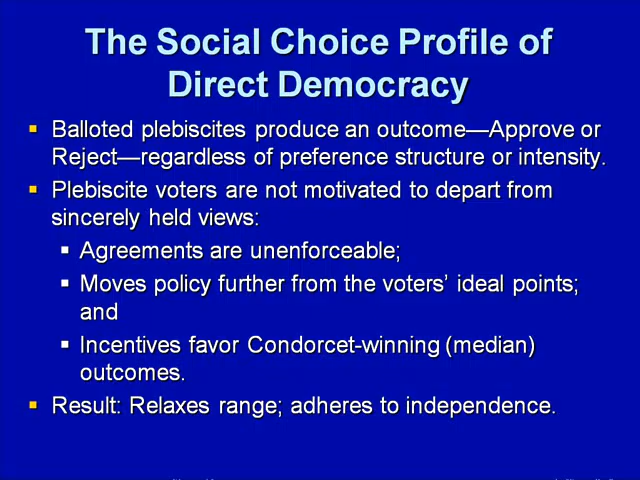 The Social Choice Profile of
Direct Democracy
▪ Balloted plebiscites produce an outcome—Approve or
Reject—regardless of preference structure or intensity.
▪ Plebiscite voters are not motivated to depart from
sincerely held views:
▪ Agreements are unenforceable;
▪ Moves policy further from the voters’ ideal points;
and
▪ Incentives favor Condorcet-winning (median)
outcomes.
▪ Result: Relaxes range; adheres to independence.